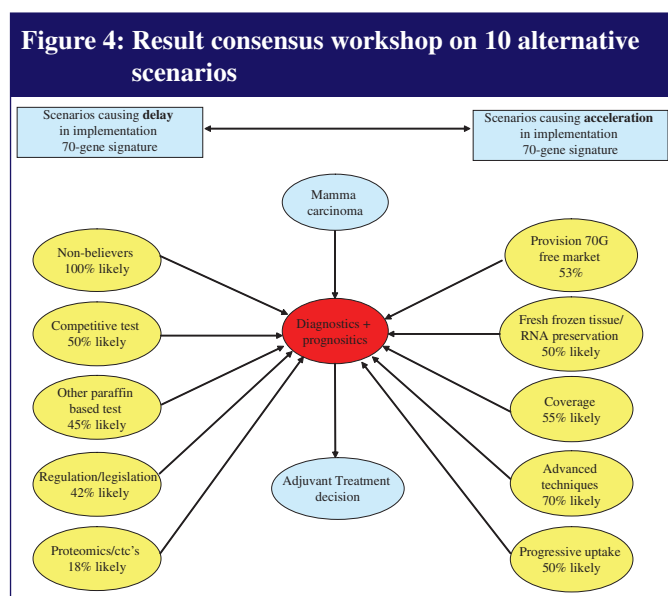 Figure 4: Result consensus workshop on 10 alternative
scenarios
Scenarios causing delay
in implementation
70-gene signature
Scenarios causing acceleration
in implementation
70-gene signature
Mamma
carcinoma
Non-believers
100% likely
Provision 70G
free market
53%
Competitive test
50% likely
Diagnostics +
prognositics
Fresh frozen tissue/
RNA preservation
50% likely
Other paraffin
based test
45% likely
Coverage
55% likely
Regulation/legislation
42% likely
Adjuvant Treatment
decision
Advanced
techniques
70% likely
Proteomics/ctc's
18% likely
Progressive uptake
50% likely